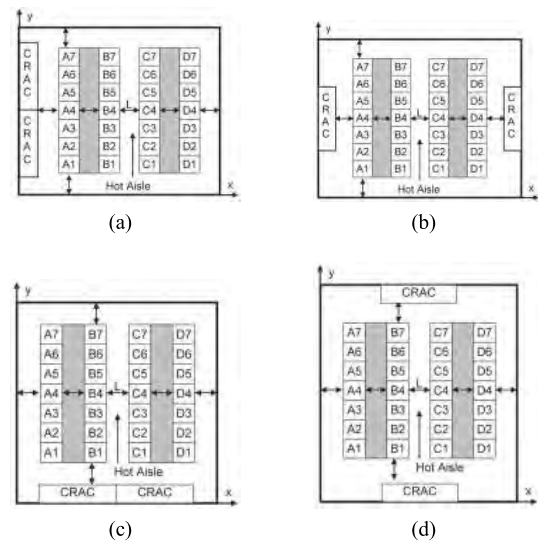 y
C R A C
C R A C
A7 B7 C7 D7
A6 B6 C6 D6
A5 B5 C5 D5
L
A4 B4 C4 D4
A3 B3 C3 D3
A2 B2 C2 D2
A1 B1 C1 D1
Hot Aisle
x
(a)
y
A7 B7 C7 D7
A6 B6 C6 D6
A5 B5 C5 D5
C R A C
L
C R A C
A4 B4 C4 D4
A3 B3 C3 D3
A2 B2 C2 D2
A1 B1 C1 D1
Hot Aisle
x
(b)
y
A7 B7 C7 D7
A6 B6 C6 D6
A5 B5 C5 D5
L
A4 B4 C4 D4
A3 B3 C3 D3
A2 B2 C2 D2
A1 B1 C1 D1
Hot Aisle
CRAC CRAC
x
(c)
y
CRAC
A7 B7 C7 D7
A6 B6 C6 D6
A5 B5 C5 D5
L
A4 B4 C4 D4
A3 B3 C3 D3
A2 B2 C2 D2
A1 B1 C1 D1
Hot Aisle
CRAC
x
(d)